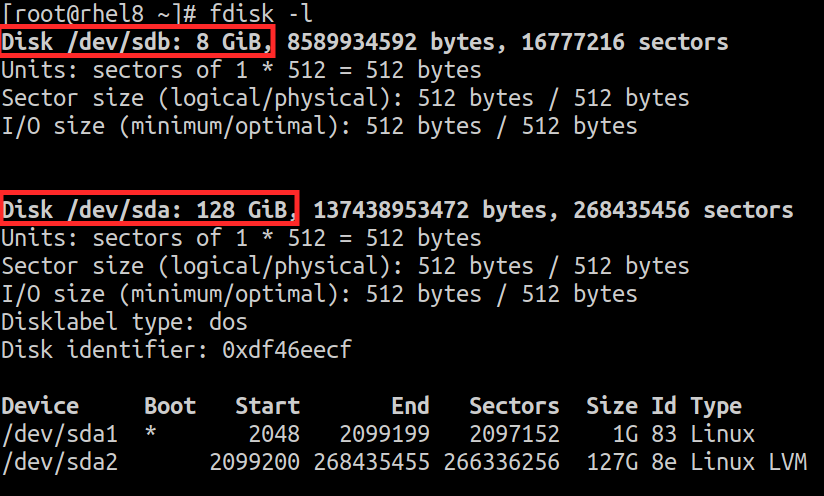 [root@rhel8 ~]# fdisk -l
Disk /dev/sdb: 8 GiB, 8589934592 bytes, 16777216 sectors
Units: sectors of 1 * 512 = 512 bytes
Sector size (logical/physical): 512 bytes / 512 bytes
I/O size (minimum/optimal): 512 bytes / 512 bytes
Disk /dev/sda: 128 GiB, 137438953472 bytes, 268435456 sectors
Units: sectors of 1 * 512 = 512 bytes
Sector size (logical/physical): 512 bytes / 512 bytes
I/O size (minimum/optimal): 512 bytes / 512 bytes
Disklabel type: dos
Disk identifier: 0xdf46eecf
Device     Boot   Start       End   Sectors  Size Id Type
/dev/sda1  *       2048   2099199   2097152    1G 83 Linux
/dev/sda2       2099200 268435455 266336256  127G 8e Linux LVM